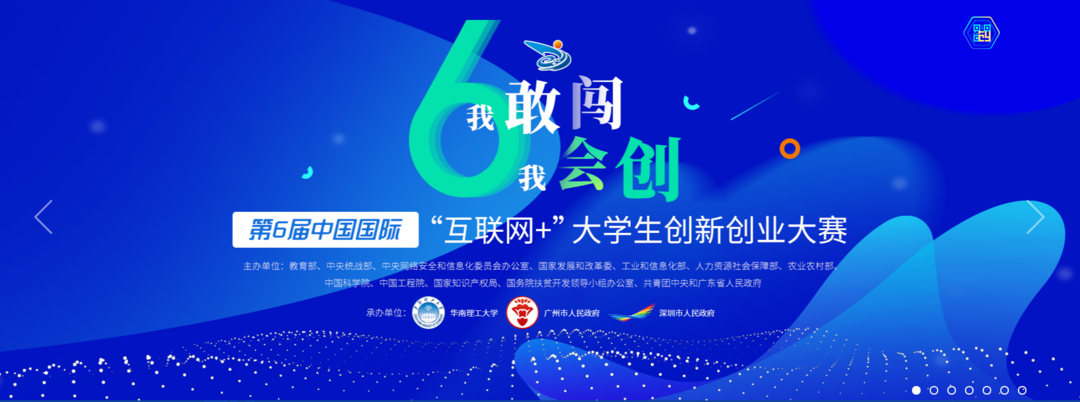 6
我敢闯
我会创
第6届中国国际 “互联网+” 大学生创新创业大赛
主办单位：教育部、中央统战部、中央网络安全和信息化委员会办公室、国家发展和改革委、工业和信息化部、人力资源社会保障部、农业农村部、
中国科学院、中国工程院、国家知识产权局、国务院扶贫开发领导小组办公室、共青团中央和广东省人民政府
承办单位： 华南理工大学 广州市人民政府 深圳市人民政府